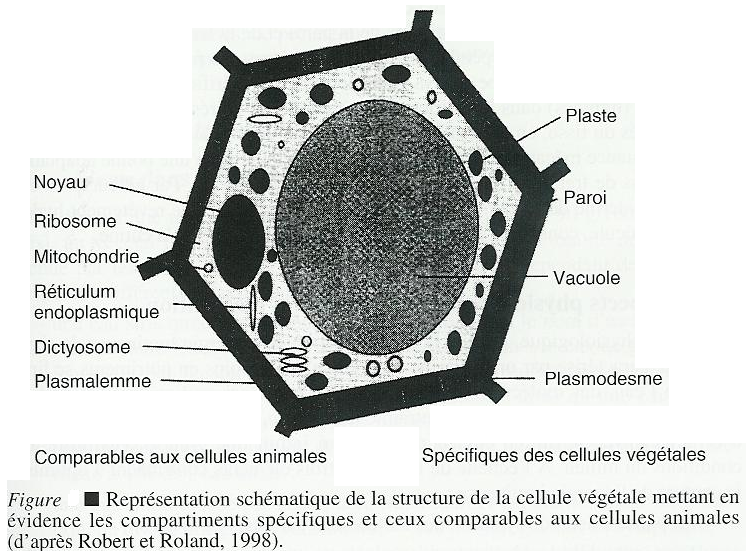 Plaste
Paroi
Noyau
Ribosome
Mitochondrie
Vacuole
Réticulum
endoplasmique
Dictyosome
Plasmalemme
Plasmodesme
Comparables aux cellules animales
Spécifiques des cellules végétales
Figure ■ Représentation schématique de la structure de la cellule végétale mettant en
évidence les compartiments spécifiques et ceux comparables aux cellules animales
(d'après Robert et Roland, 1998).